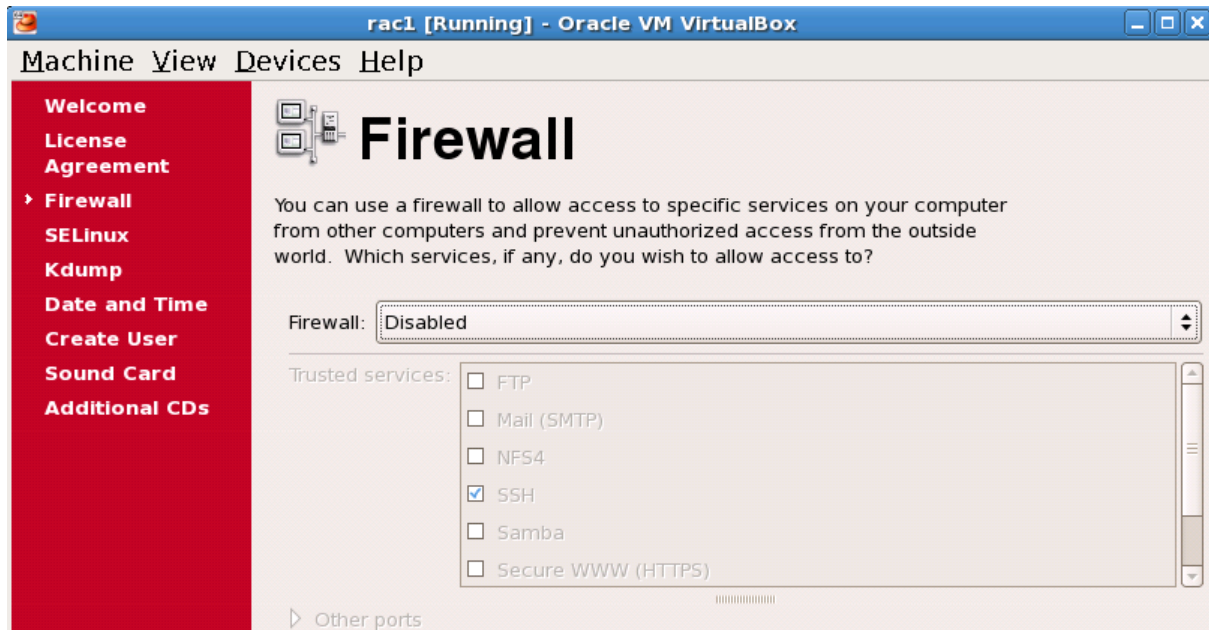 rac1 [Running] - Oracle VM VirtualBox
Machine View Devices Help
Welcome
License
Agreement
Firewall
SELinux
Kdump
Date and Time
Create User
Sound Card
Additional CDs
Firewall
You can use a firewall to allow access to specific services on your computer
from other computers and prevent unauthorized access from the outside
world.  Which services, if any, do you wish to allow access to?
Firewall: Disabled
Trusted services:
FTP
Mail (SMTP)
NFS4
SSH
Samba
Secure WWW (HTTPS)
Other ports